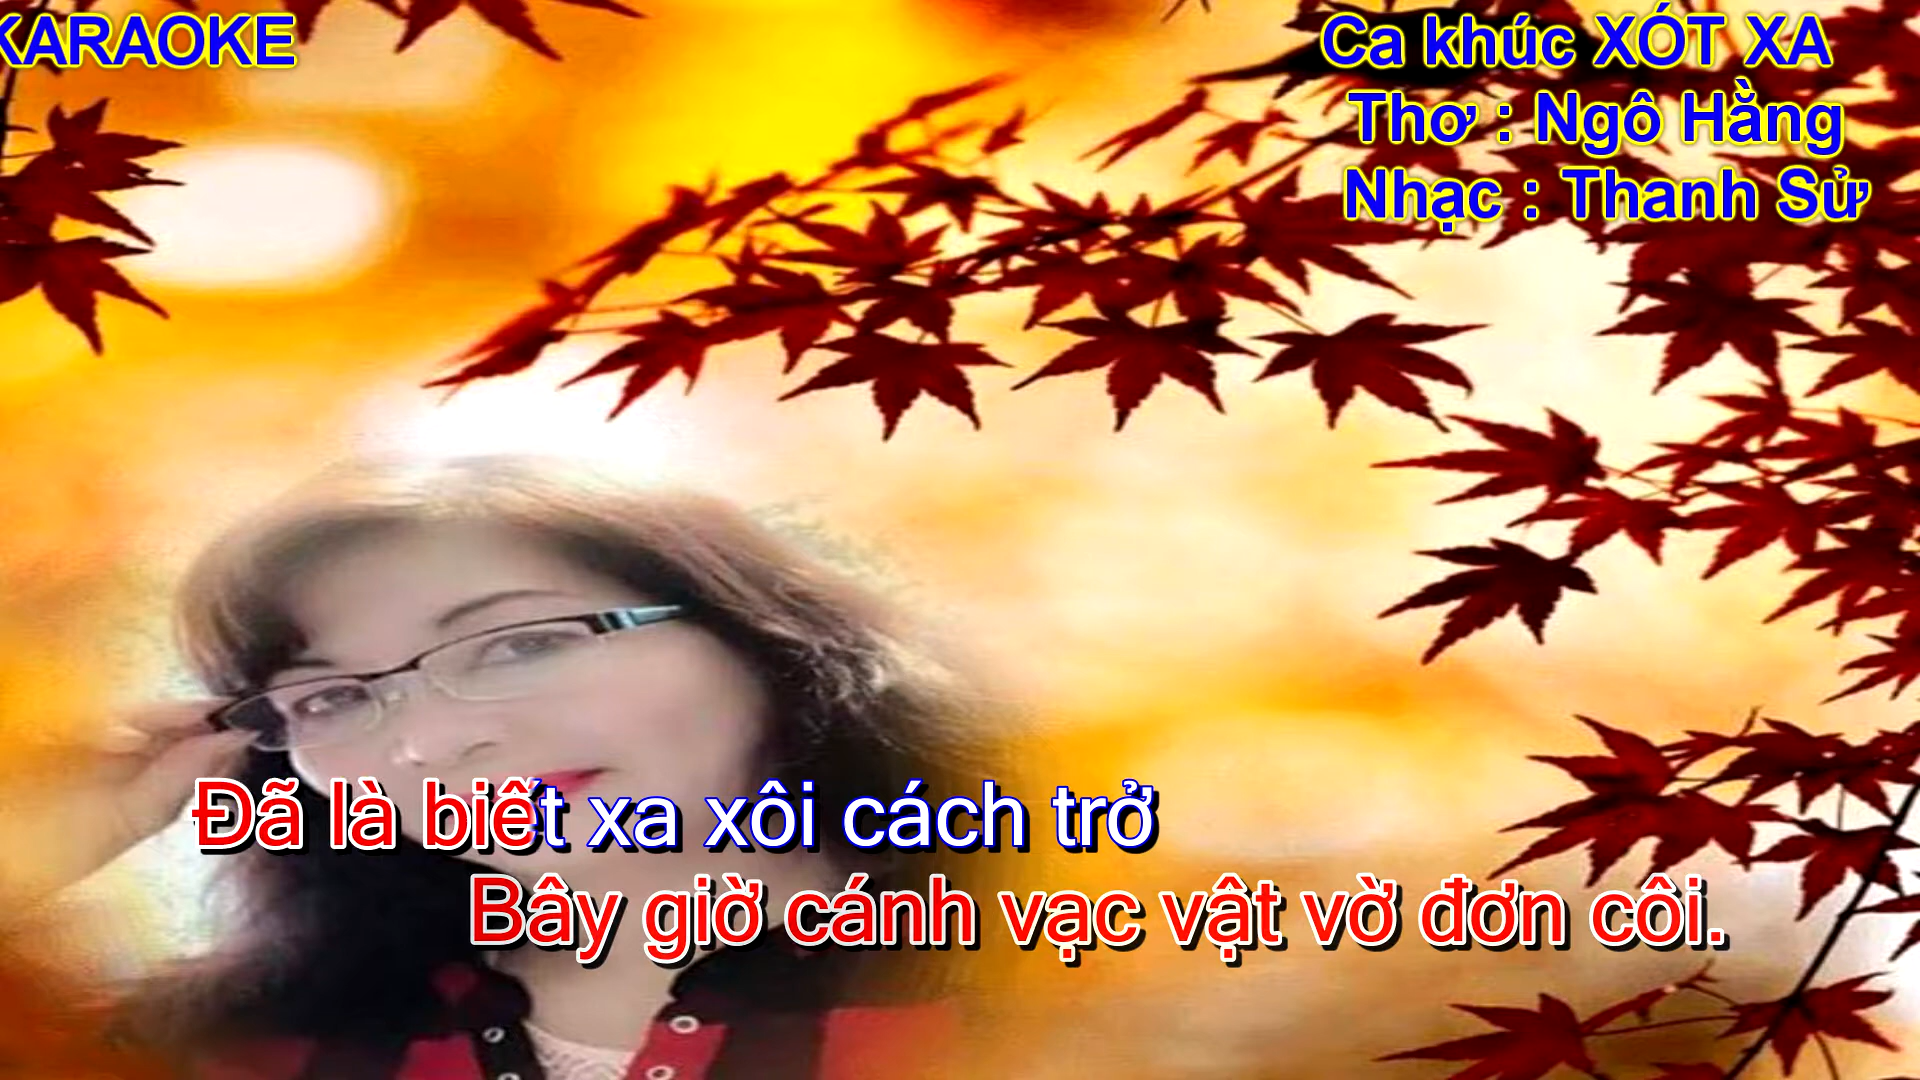 KARAOKE
Ca khúc XÓT XA
Thơ : Ngô Hằng
Nhạc : Thanh Sử
Đã là biết xa xôi cách trở
Bây giờ cánh vạc vật vờ đơn côi.